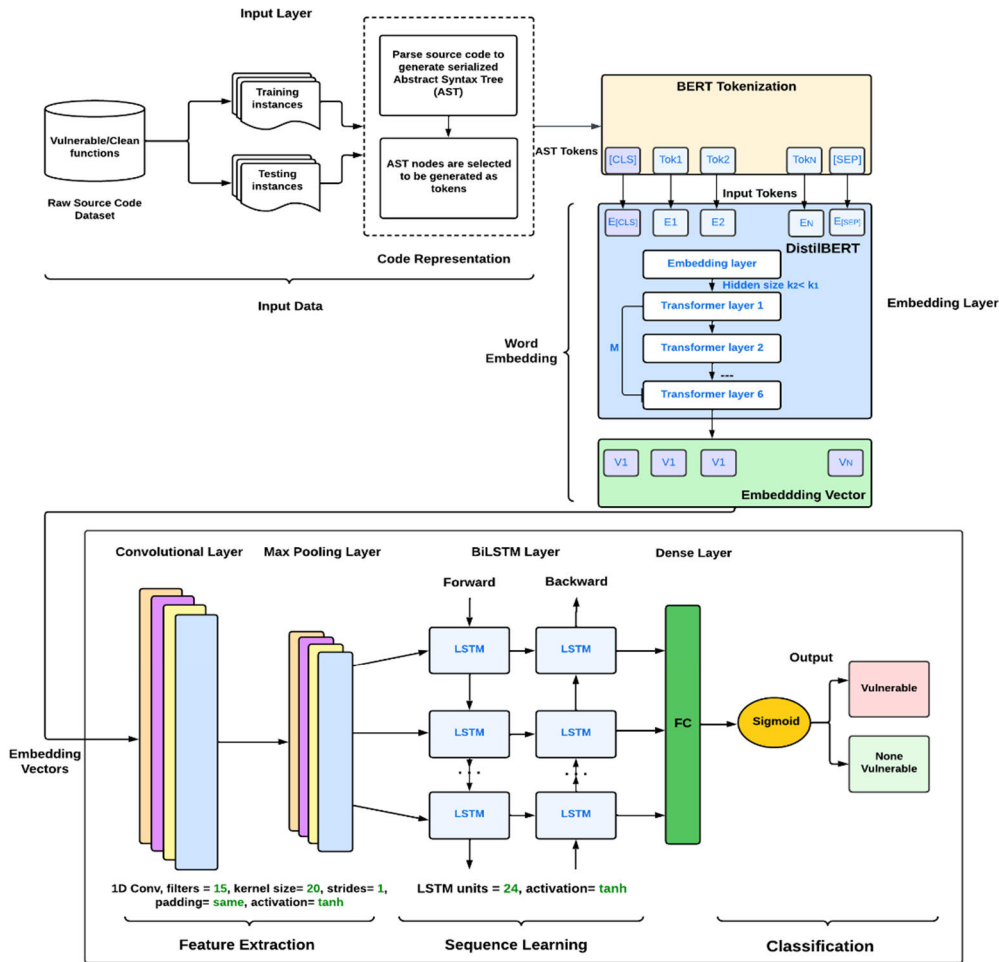 Input Layer
Vulnerable/Clean
functions
Raw Source Code
Dataset
Training
instances
Testing
instances
Parse source code to
generate serialized
Abstract Syntax Tree
(AST)
AST nodes are selected
to be generated as
tokens
Code Representation
Input Data
AST Tokens
BERT Tokenization
[CLS]
Tok1
Tok2
TokN
[SEP]
Input Tokens
E[CLS]
E1
E2
EN
E[SEP]
DistilBERT
Embedding layer
Hidden size k2< k1
Transformer layer 1
Transformer layer 2
---
Transformer layer 6
M
Word
Embedding
Embedding Layer
V1
V1
V1
VN
Embeddding Vector
Convolutional Layer
Max Pooling Layer
BiLSTM Layer
Dense Layer
Forward
Backward
LSTM
LSTM
LSTM
LSTM
. . .
. . .
LSTM
LSTM
FC
Sigmoid
Output
Vulnerable
None
Vulnerable
Embedding
Vectors
1D Conv, filters = 15, kernel size= 20, strides= 1,
padding= same, activation= tanh
LSTM units = 24, activation= tanh
Feature Extraction
Sequence Learning
Classification